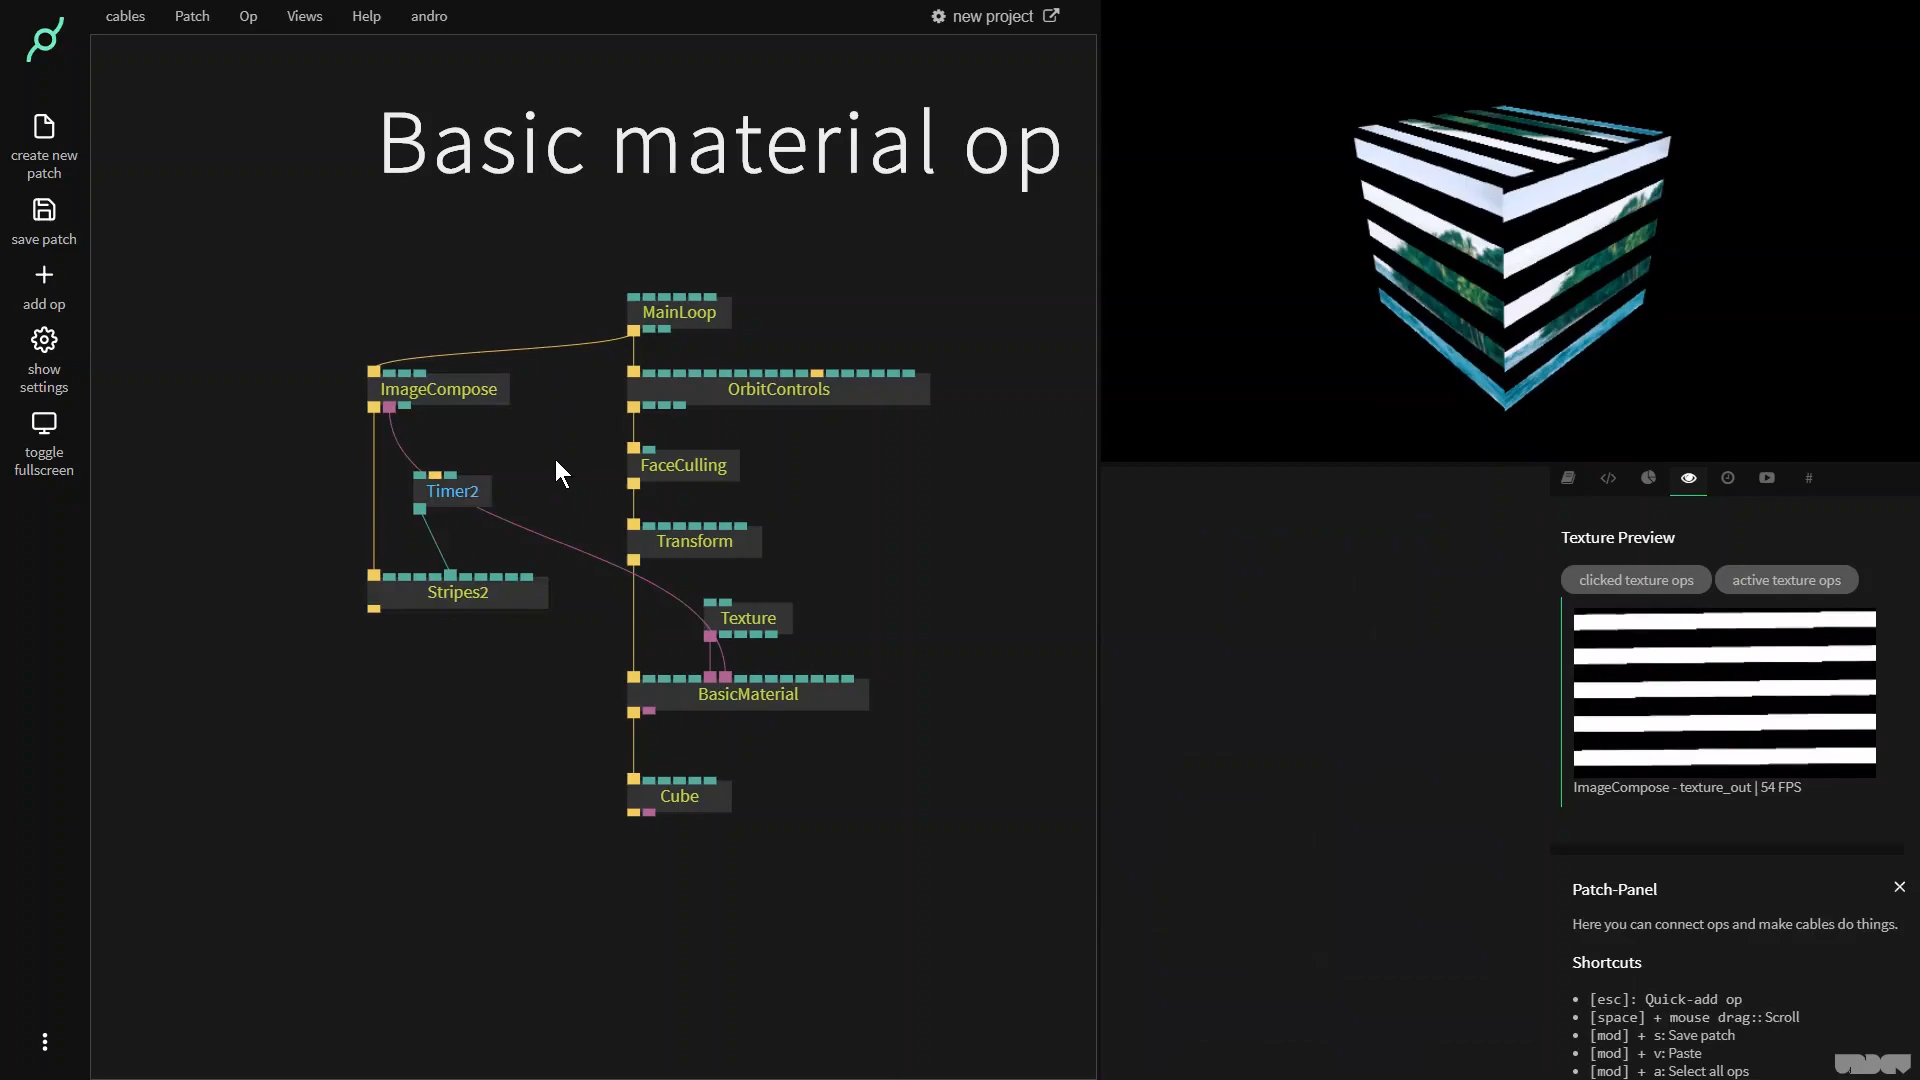 cables
Patch
Op
Views
Help
andro
new project
create new
patch
save patch
add op
show
settings
toggle
fullscreen
Basic material op
MainLoop
ImageCompose
OrbitControls
FaceCulling
Timer2
Transform
Stripes2
Texture
BasicMaterial
Cube
#
Texture Preview
clicked texture ops
active texture ops
ImageCompose - texture_out | 54 FPS
Patch-Panel
Here you can connect ops and make cables do things.
Shortcuts
• [esc]: Quick-add op
• [space] + mouse drag:: Scroll
• [mod] + s: Save patch
• [mod] + v: Paste
• [mod] + a: Select all ops